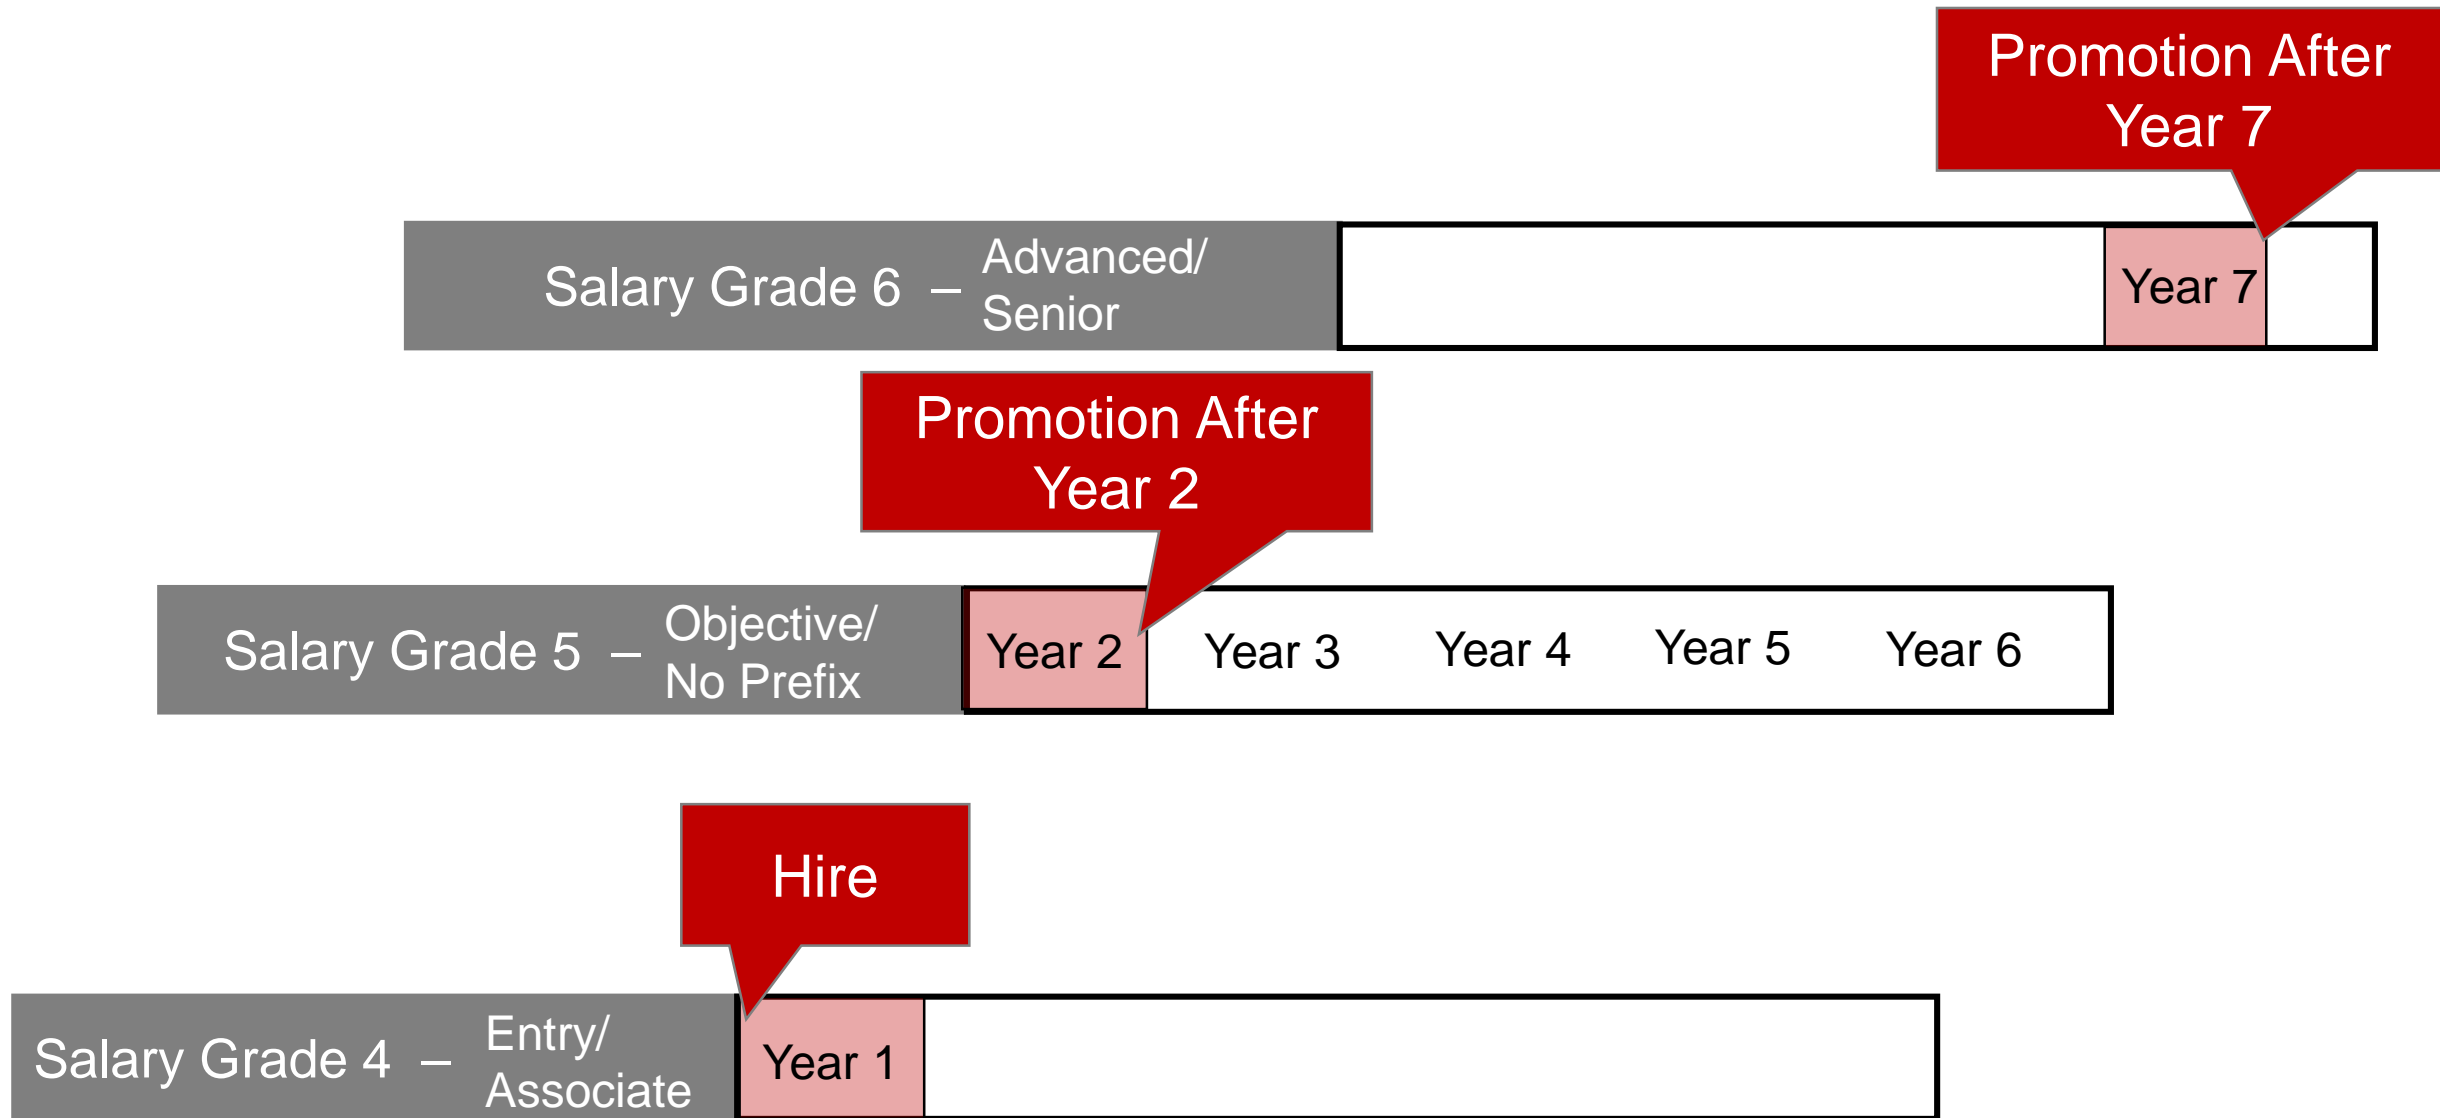 Promotion After
Year 7
Salary Grade 6 – Advanced/
Senior
Year 7
Promotion After
Year 2
Salary Grade 5 – Objective/
No Prefix
Year 2 Year 3 Year 4 Year 5 Year 6
Hire
Salary Grade 4 – Entry/
Associate
Year 1